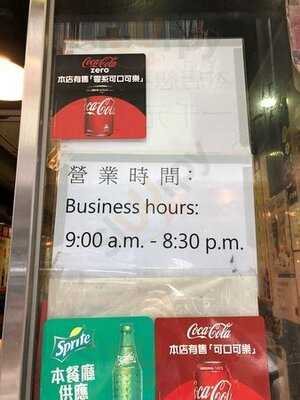 Coca-Cola
zero
本店有售「零系可口可樂」
Coca-Cola
營業時間：
Business hours:
9:00 a.m. - 8:30 p.m.
Sprite
本餐廳
供應
Coca-Cola
本店有售「可口可樂」
Coca-Cola